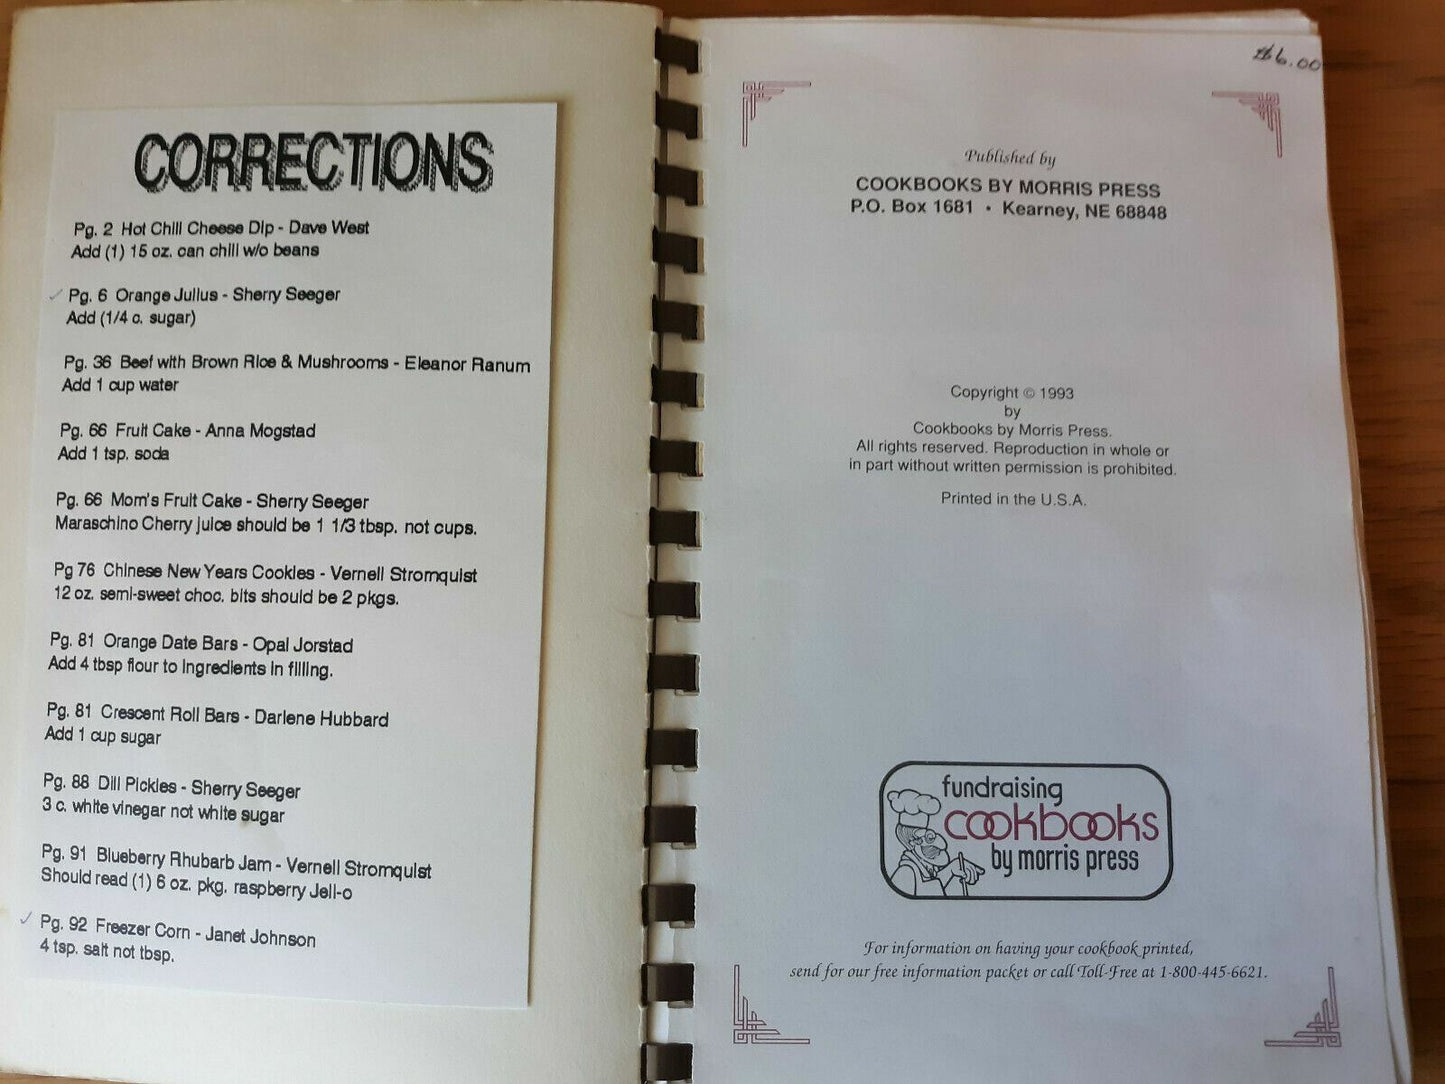 CORRECTIONS
Pg. 2 Hot Chili Cheese Dip - Dave West
Add (1) 15 oz. can chili w/o beans
Pg. 6 Orange Julius - Sherry Seeger
Add (1/4 c. sugar)
Pg. 36 Beef with Brown Rice & Mushrooms - Eleanor Ranum
Add 1 cup water
Pg. 66 Fruit Cake - Anna Mogstad
Add 1 tsp. soda
Pg. 66 Mom's Fruit Cake - Sherry Seeger
Maraschino Cherry juice should be 1 1/3 tbsp. not cups.
Pg 76 Chinese New Years Cookies - Vernell Stromquist
12 oz. semi-sweet choc. bits should be 2 pkgs.
Pg. 81 Orange Date Bars - Opal Jorstad
Add 4 tbsp flour to ingredients in filling.
Pg. 81 Crescent Roll Bars - Darlene Hubbard
Add 1 cup sugar
Pg. 88 Dill Pickles - Sherry Seeger
3 c. white vinegar not white sugar
Pg. 91 Blueberry Rhubarb Jam - Vernell Stromquist
Should read (1) 6 oz. pkg. raspberry Jell-o
Pg. 92 Freezer Corn - Janet Johnson
4 tsp. salt not tbsp.
$6.00
Published by
COOKBOOKS BY MORRIS PRESS
P.O. Box 1681 • Kearney, NE 68848
Copyright © 1993
by
Cookbooks by Morris Press.
All rights reserved. Reproduction in whole or
in part without written permission is prohibited.
Printed in the U.S.A.
fundraising
cookbooks
by morris press
For information on having your cookbook printed,
send for our free information packet or call Toll-Free at 1-800-445-6621.